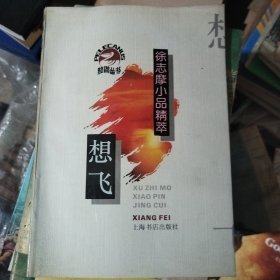 想
PELECANUS
鹈鹕丛书
徐志摩小品精萃
想飞
XU ZHI MO
XIAO PIN
JING CUI
XIANG FEI
上海书店出版社